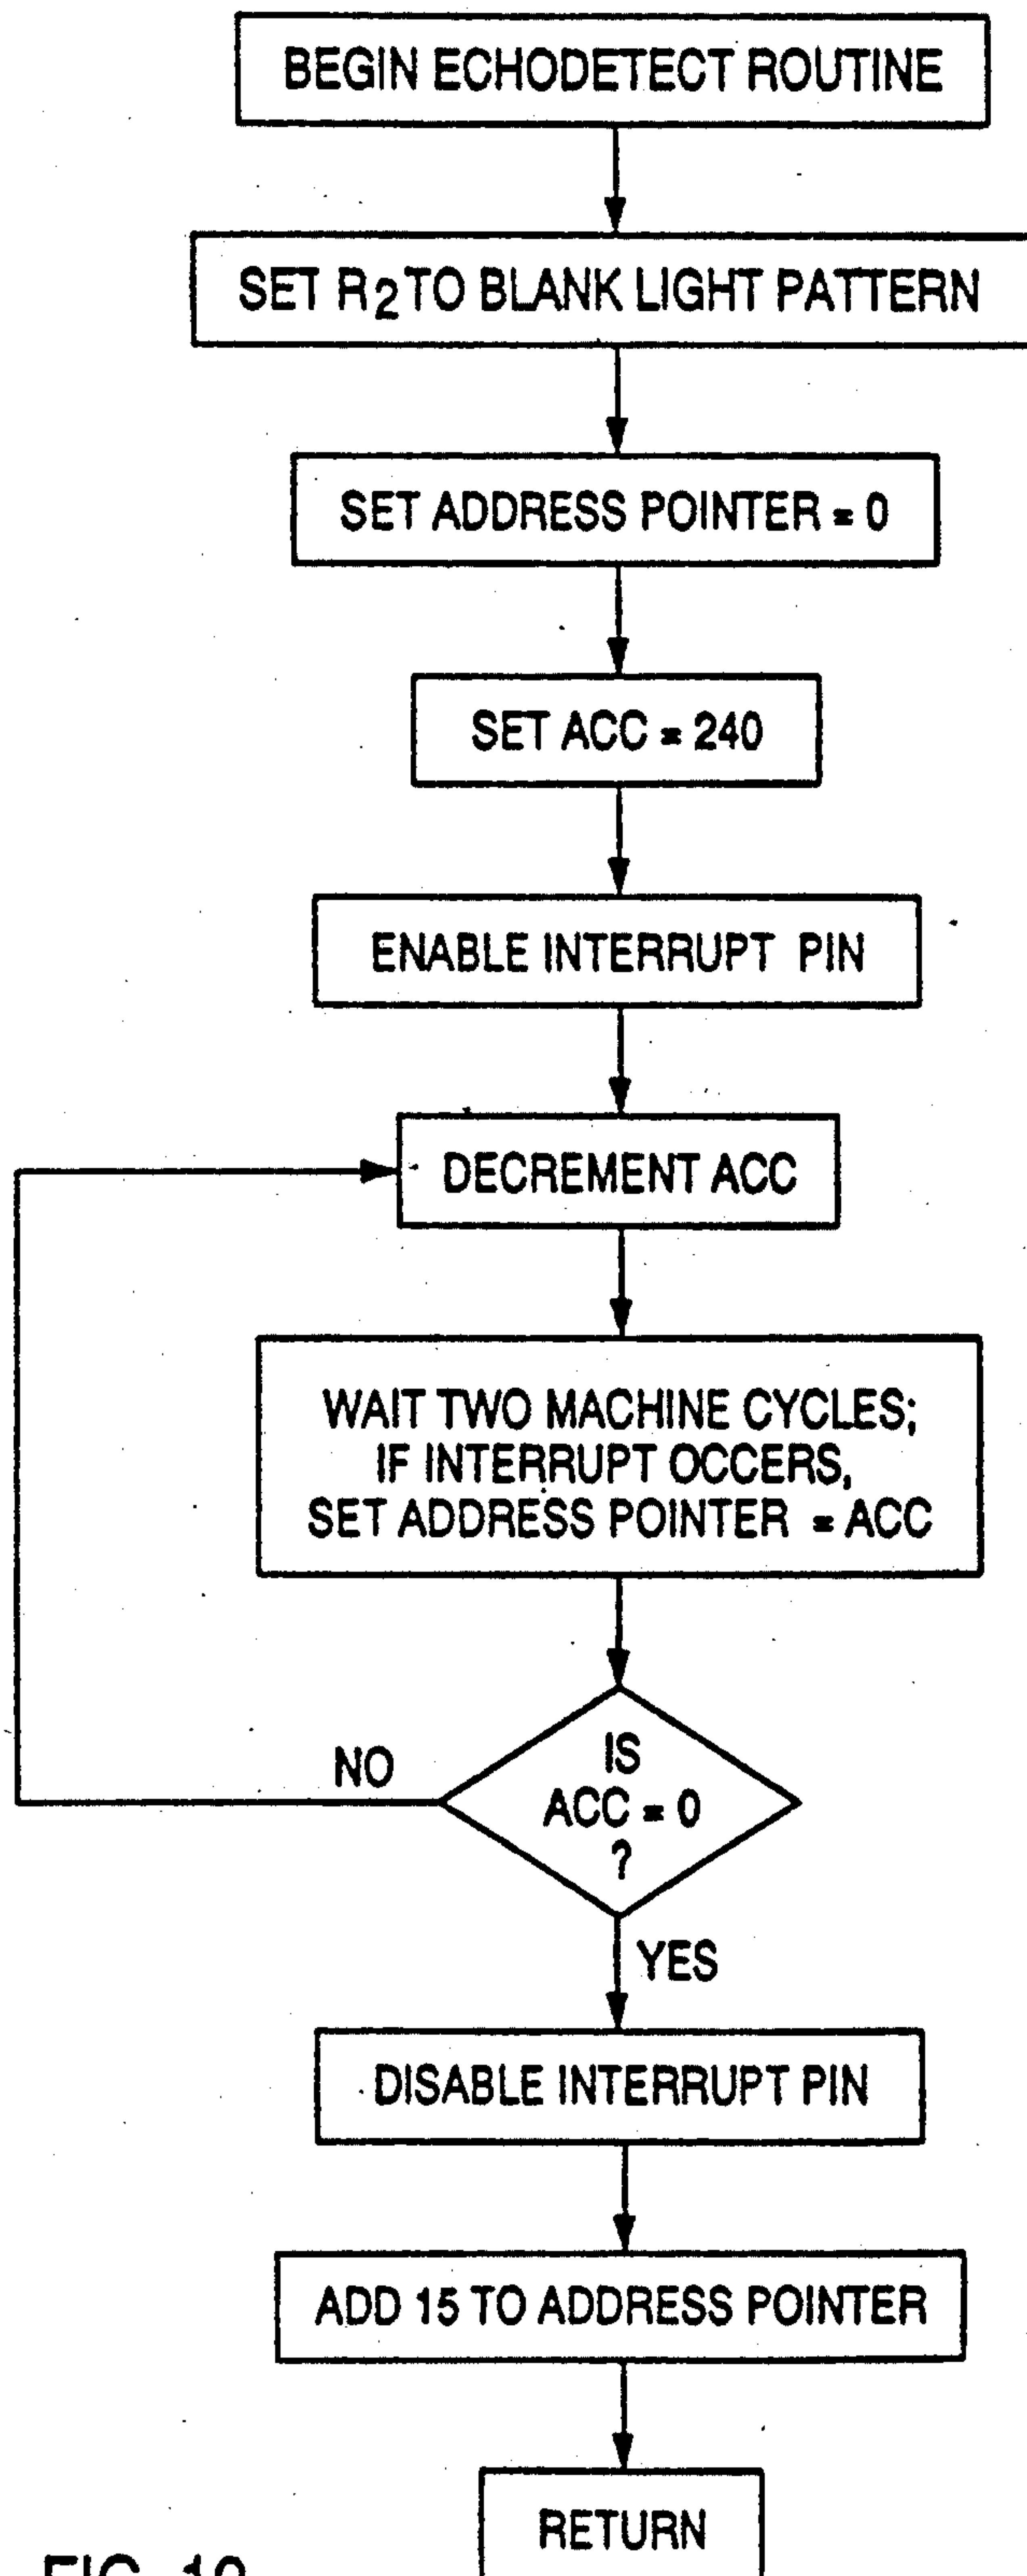 BEGIN ECHODETECT ROUTINE
SET R2 TO BLANK LIGHT PATTERN
SET ADDRESS POINTER = 0
SET ACC = 240
ENABLE INTERRUPT PIN
DECREMENT ACC
WAIT TWO MACHINE CYCLES;
IF INTERRUPT OCCERS,
SET ADDRESS POINTER = ACC
IS
ACC = 0
?
NO
YES
DISABLE INTERRUPT PIN
ADD 15 TO ADDRESS POINTER
RETURN
FIG.